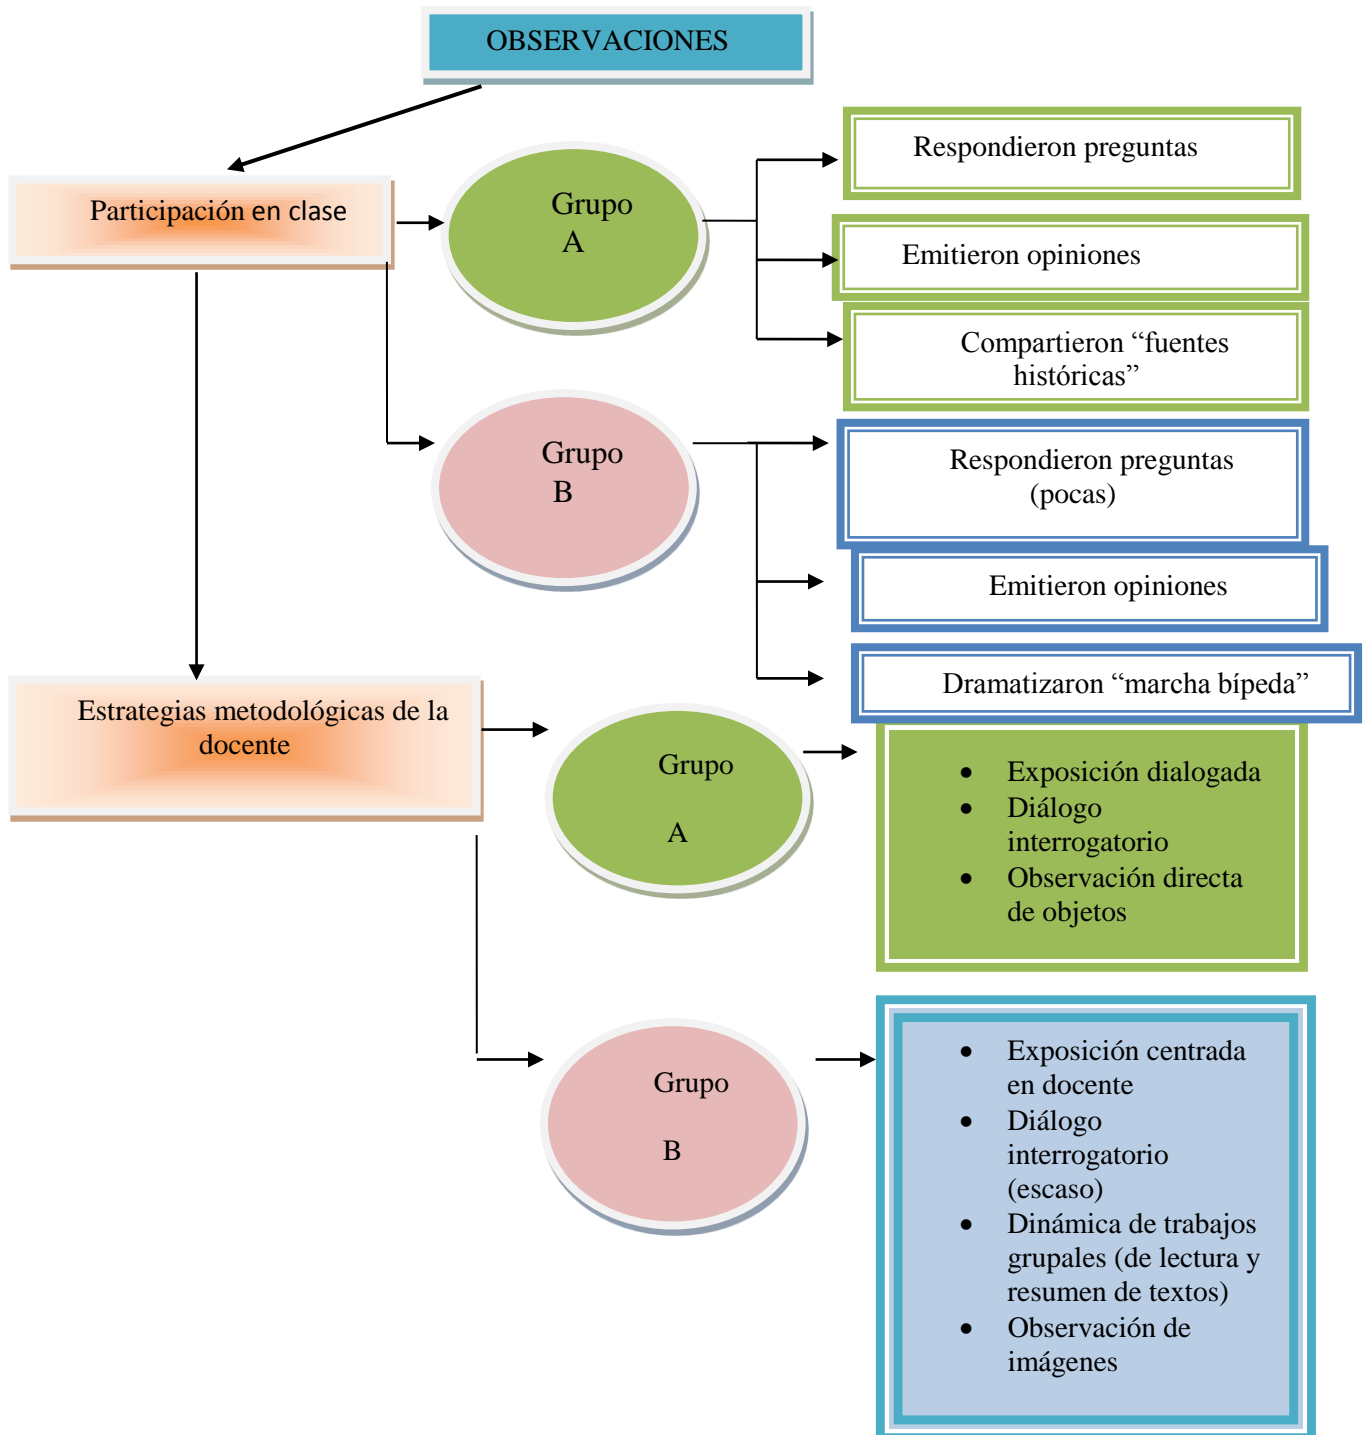 OBSERVACIONES
Participación en clase
Grupo
A
Respondieron preguntas
Emitieron opiniones
Compartieron “fuentes
históricas”
Grupo
B
Respondieron preguntas
(pocas)
Emitieron opiniones
Dramatizaron “marcha bípeda”
Estrategias metodológicas de la
docente
Grupo
A
• Exposición dialogada
• Diálogo
interrogatorio
• Observación directa
de objetos
Grupo
B
• Exposición centrada
en docente
• Diálogo
interrogatorio
(escaso)
• Dinámica de trabajos
grupales (de lectura y
resumen de textos)
• Observación de
imágenes